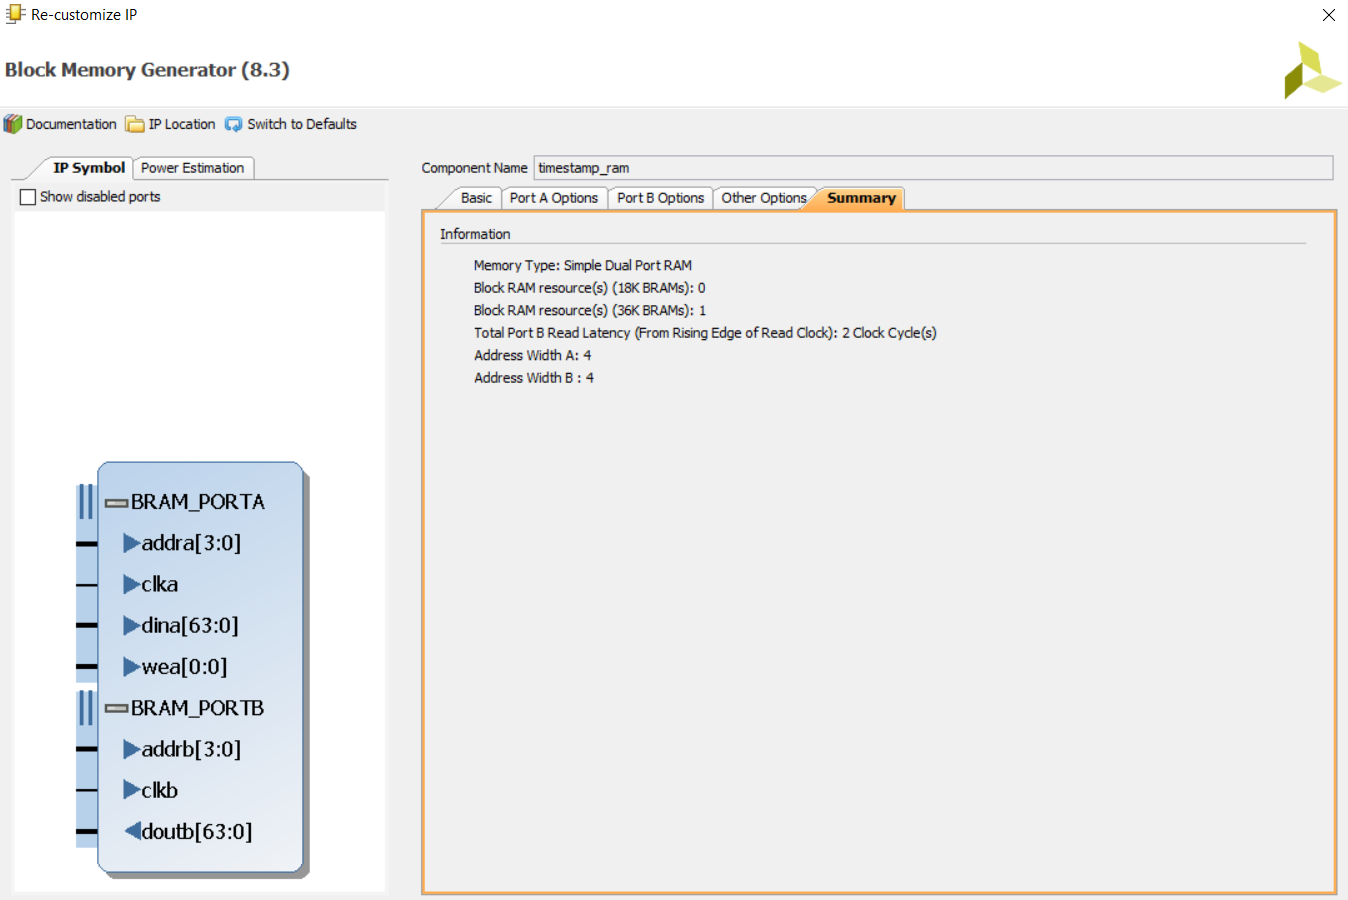 Re-customize IP
Block Memory Generator (8.3)
Documentation IP Location Switch to Defaults
IP Symbol Power Estimation
Show disabled ports
BRAM_PORTA
addra[3:0]
clka
dina[63:0]
wea[0:0]
BRAM_PORTB
addrb[3:0]
clkb
doutb[63:0]
Component Name timestamp_ram
Basic Port A Options Port B Options Other Options Summary
Information
Memory Type: Simple Dual Port RAM
Block RAM resource(s) (18K BRAMs): 0
Block RAM resource(s) (36K BRAMs): 1
Total Port B Read Latency (From Rising Edge of Read Clock): 2 Clock Cycle(s)
Address Width A: 4
Address Width B : 4